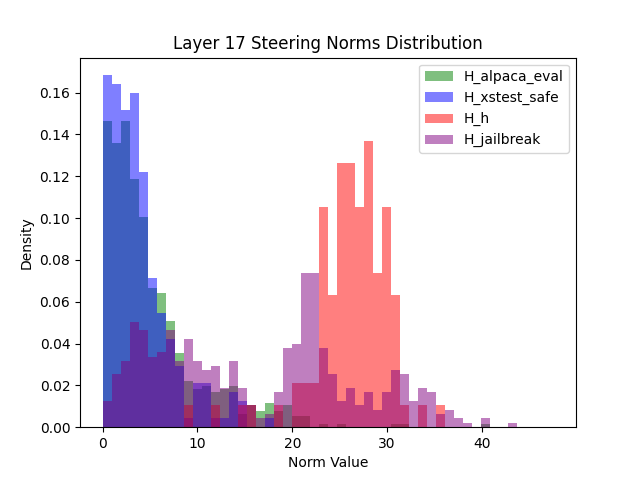 Layer 17 Steering Norms Distribution
H_alpaca_eval
H_xstest_safe
H_h
H_jailbreak
Density
0.16
0.14
0.12
0.10
0.08
0.06
0.04
0.02
0.00
0
10
20
30
40
Norm Value